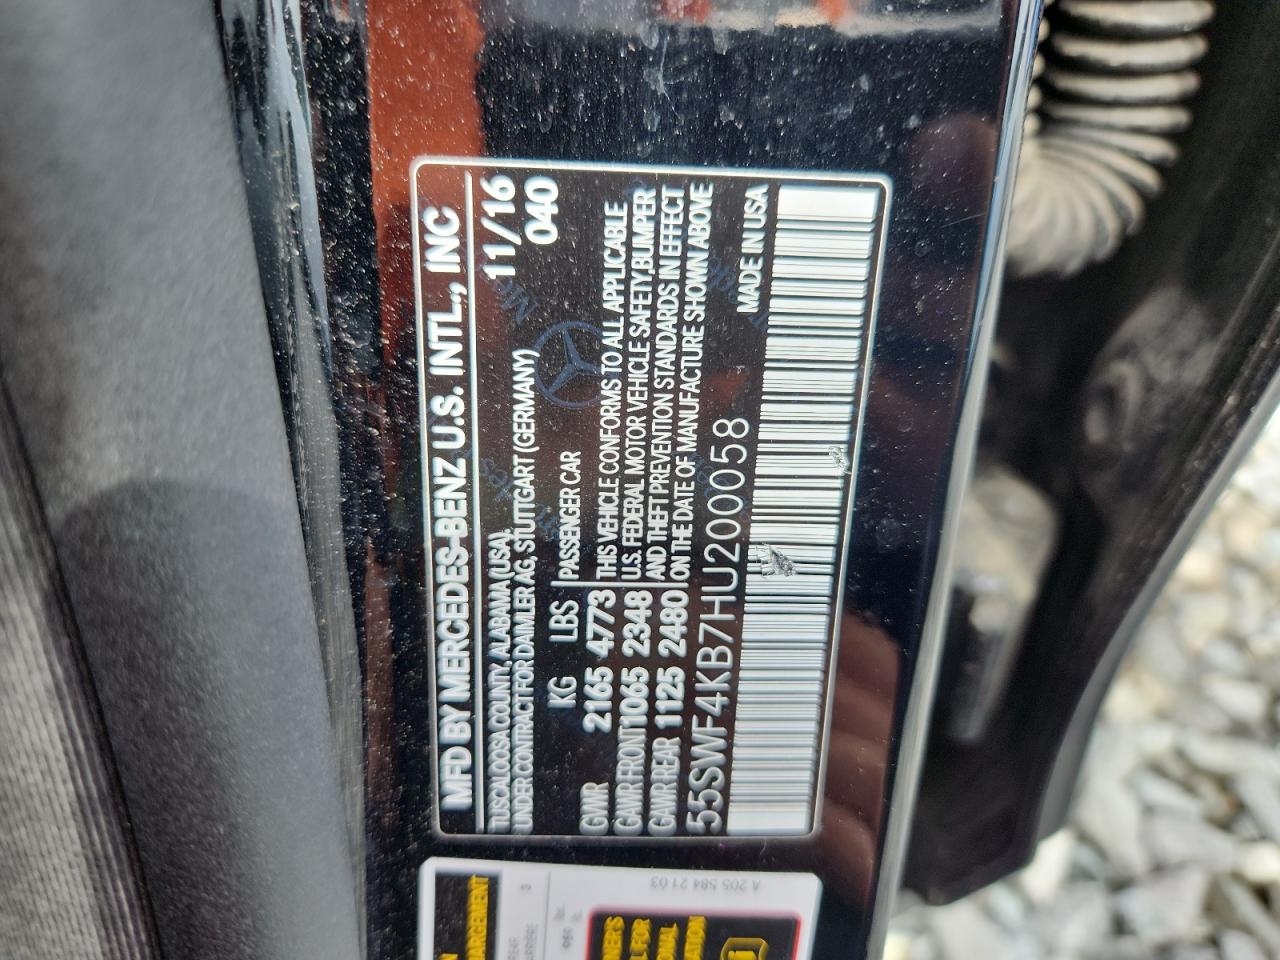 MFD BY MERCEDES-BENZ U.S. INTL., INC
TUSCALOOSA COUNTY, ALABAMA (USA), 11/16
UNDER CONTRACT FOR DAIMLER AG, STUTTGART (GERMANY) 040
KG LBS PASSENGER CAR
GVWR 2165 4773 THIS VEHICLE CONFORMS TO ALL APPLICABLE
GAWR FRONT 1065 2348 U.S. FEDERAL MOTOR VEHICLE SAFETY,BUMPER
GAWR REAR 1125 2480 AND THEFT PREVENTION STANDARDS IN EFFECT
ON THE DATE OF MANUFACTURE SHOWN ABOVE
55SWF4KB7HU200058 MADE IN USA
A 205 584 21 03
3